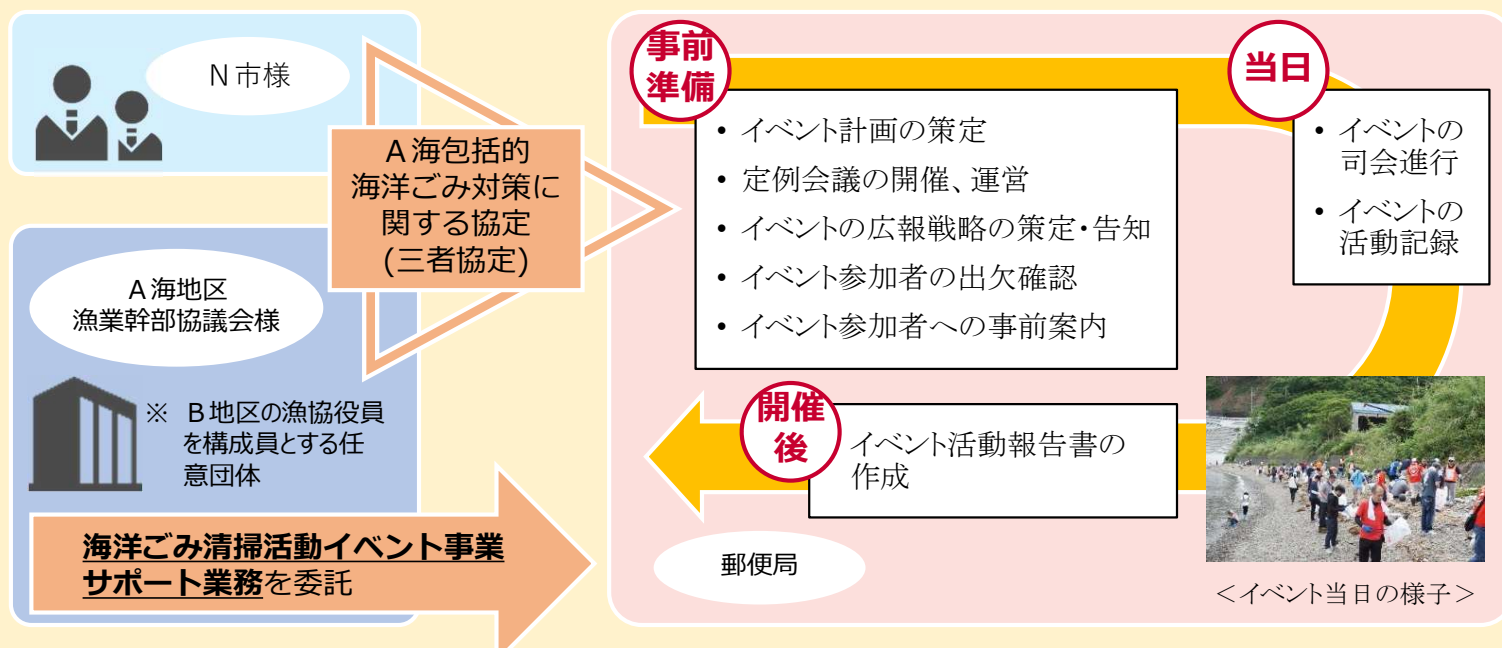 N市様
A海包括的
海洋ごみ対策に
関する協定
(三者協定)
A海地区
漁業幹部協議会様
※ B地区の漁協役員
を構成員とする任
意団体
海洋ごみ清掃活動イベント事業
サポート業務を委託
事前
準備
• イベント計画の策定
• 定例会議の開催、運営
• イベントの広報戦略の策定・告知
• イベント参加者の出欠確認
• イベント参加者への事前案内
当日
• イベントの
司会進行
• イベントの
活動記録
開催
後
イベント活動報告書の
作成
郵便局
＜イベント当日の様子＞